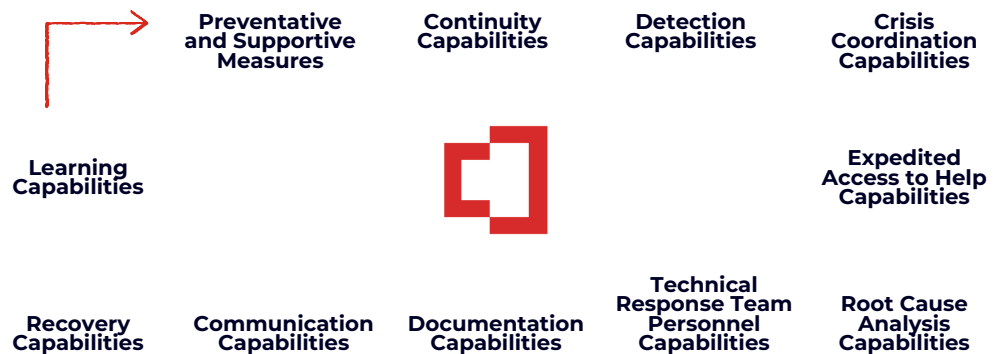 Preventative
and Supportive
Measures
Continuity
Capabilities
Detection
Capabilities
Crisis
Coordination
Capabilities
Learning
Capabilities
Expedited
Access to Help
Capabilities
Recovery
Capabilities
Communication
Capabilities
Documentation
Capabilities
Technical
Response Team
Personnel
Capabilities
Root Cause
Analysis
Capabilities